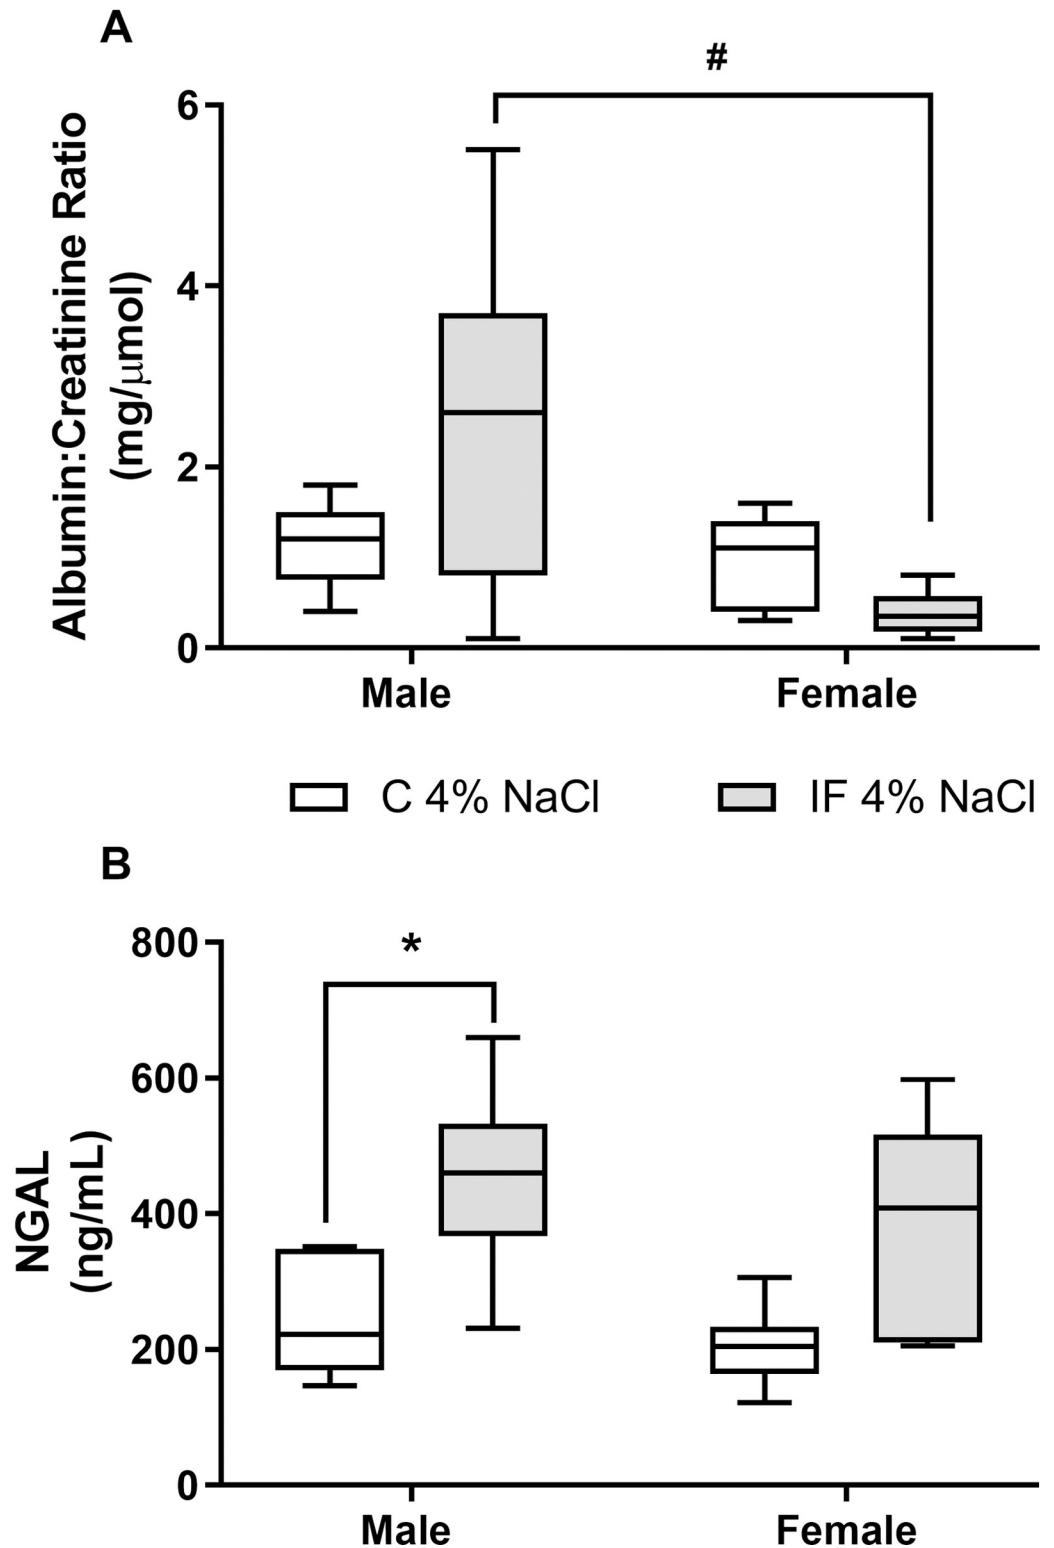 A
#
Albumin:Creatinine Ratio
(mg/μmol)
6
4
2
0
Male Female
C 4% NaCl IF 4% NaCl
B
*
NGAL
(ng/mL)
800
600
400
200
0
Male Female